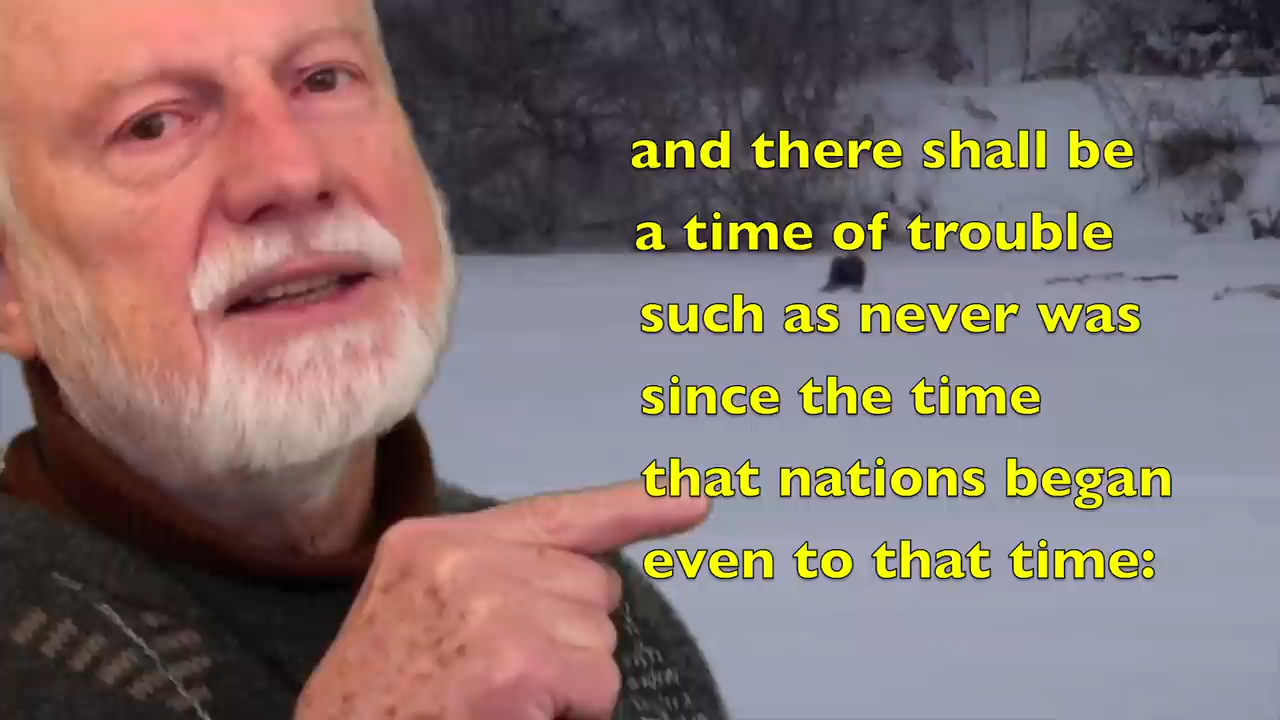 and there shall be
a time of trouble
such as never was
since the time
that nations began
even to that time: